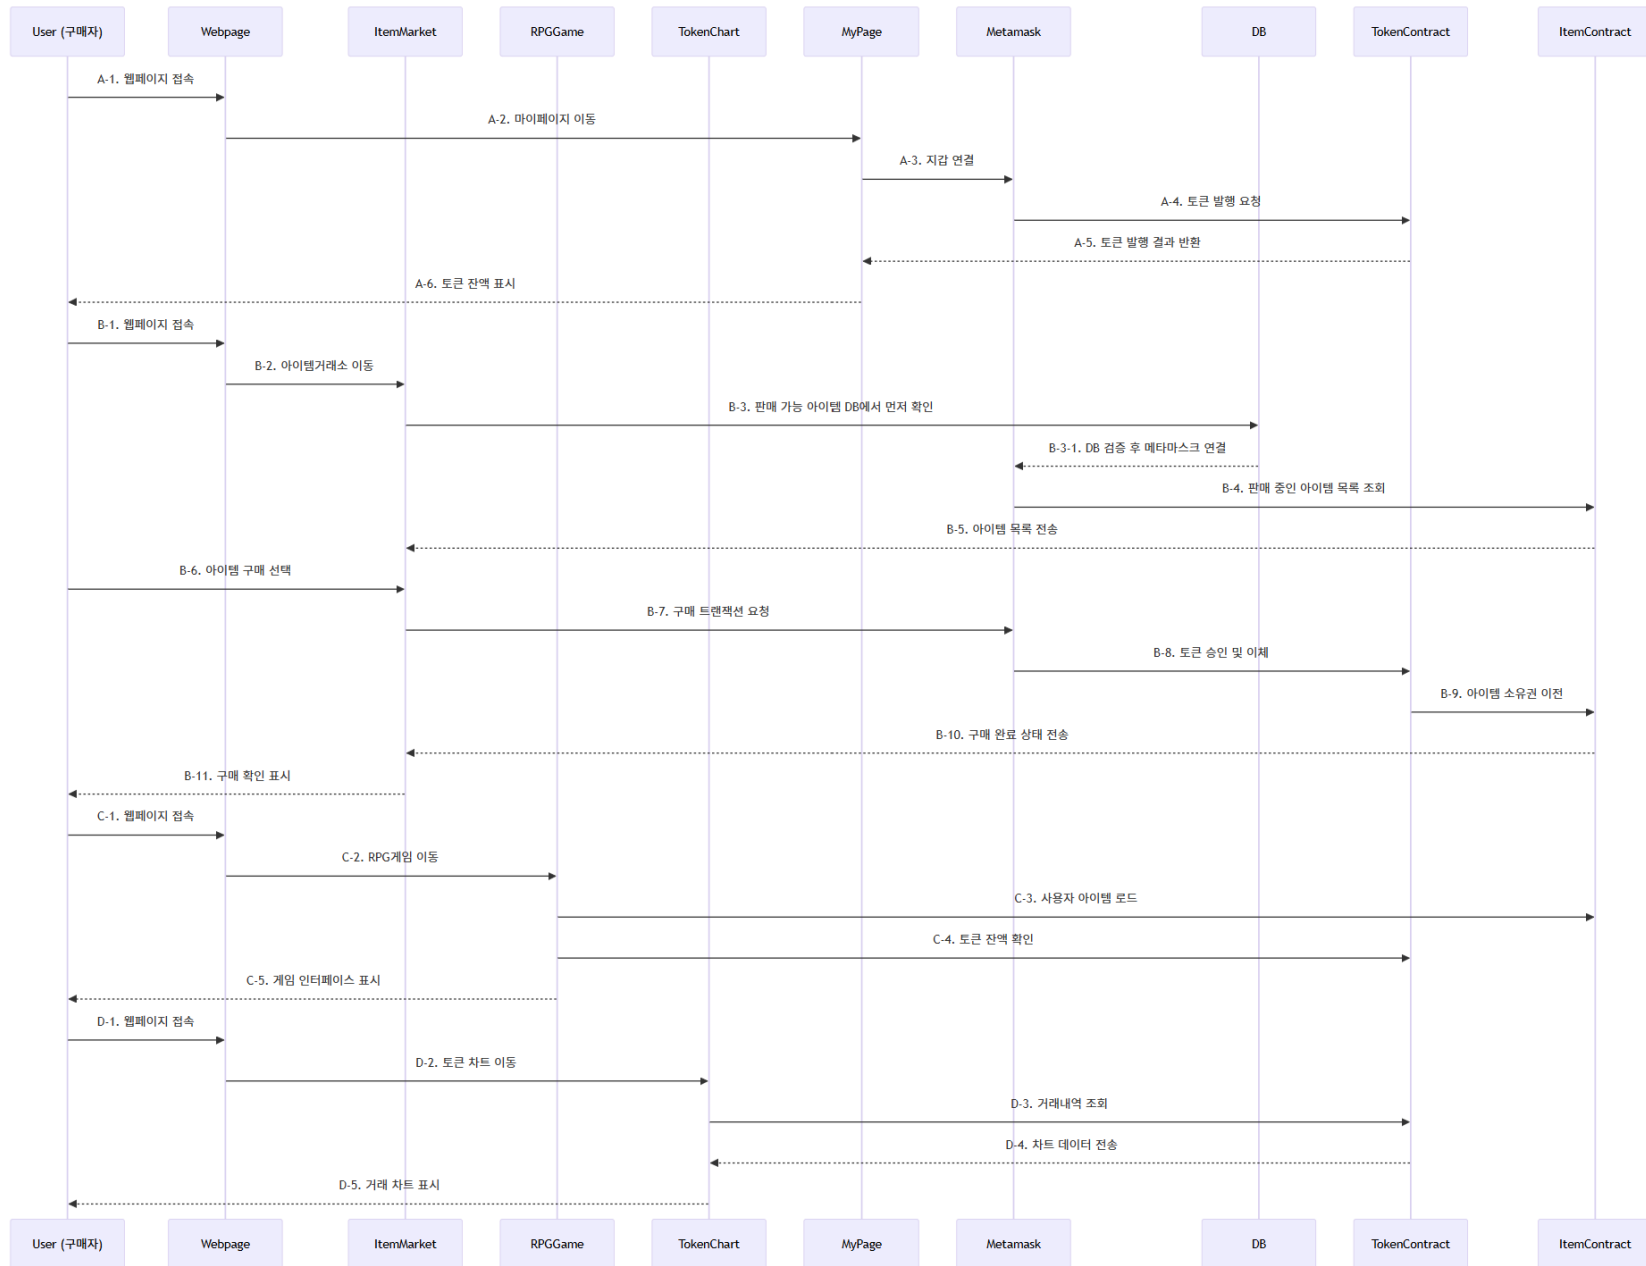 User (구매자)
Webpage
ItemMarket
RPGGame
TokenChart
MyPage
Metamask
DB
TokenContract
ItemContract
A-1. 웹페이지 접속
A-2. 마이페이지 이동
A-3. 지갑 연결
A-4. 토큰 발행 요청
A-5. 토큰 발행 결과 반환
A-6. 토큰 잔액 표시
B-1. 웹페이지 접속
B-2. 아이템거래소 이동
B-3. 판매 가능 아이템 DB에서 먼저 확인
B-3-1. DB 검증 후 메타마스크 연결
B-4. 판매 중인 아이템 목록 조회
B-5. 아이템 목록 전송
B-6. 아이템 구매 선택
B-7. 구매 트랜잭션 요청
B-8. 토큰 승인 및 이체
B-9. 아이템 소유권 이전
B-10. 구매 완료 상태 전송
B-11. 구매 확인 표시
C-1. 웹페이지 접속
C-2. RPG게임 이동
C-3. 사용자 아이템 로드
C-4. 토큰 잔액 확인
C-5. 게임 인터페이스 표시
D-1. 웹페이지 접속
D-2. 토큰 차트 이동
D-3. 거래내역 조회
D-4. 차트 데이터 전송
D-5. 거래 차트 표시
User (구매자)
Webpage
ItemMarket
RPGGame
TokenChart
MyPage
Metamask
DB
TokenContract
ItemContract